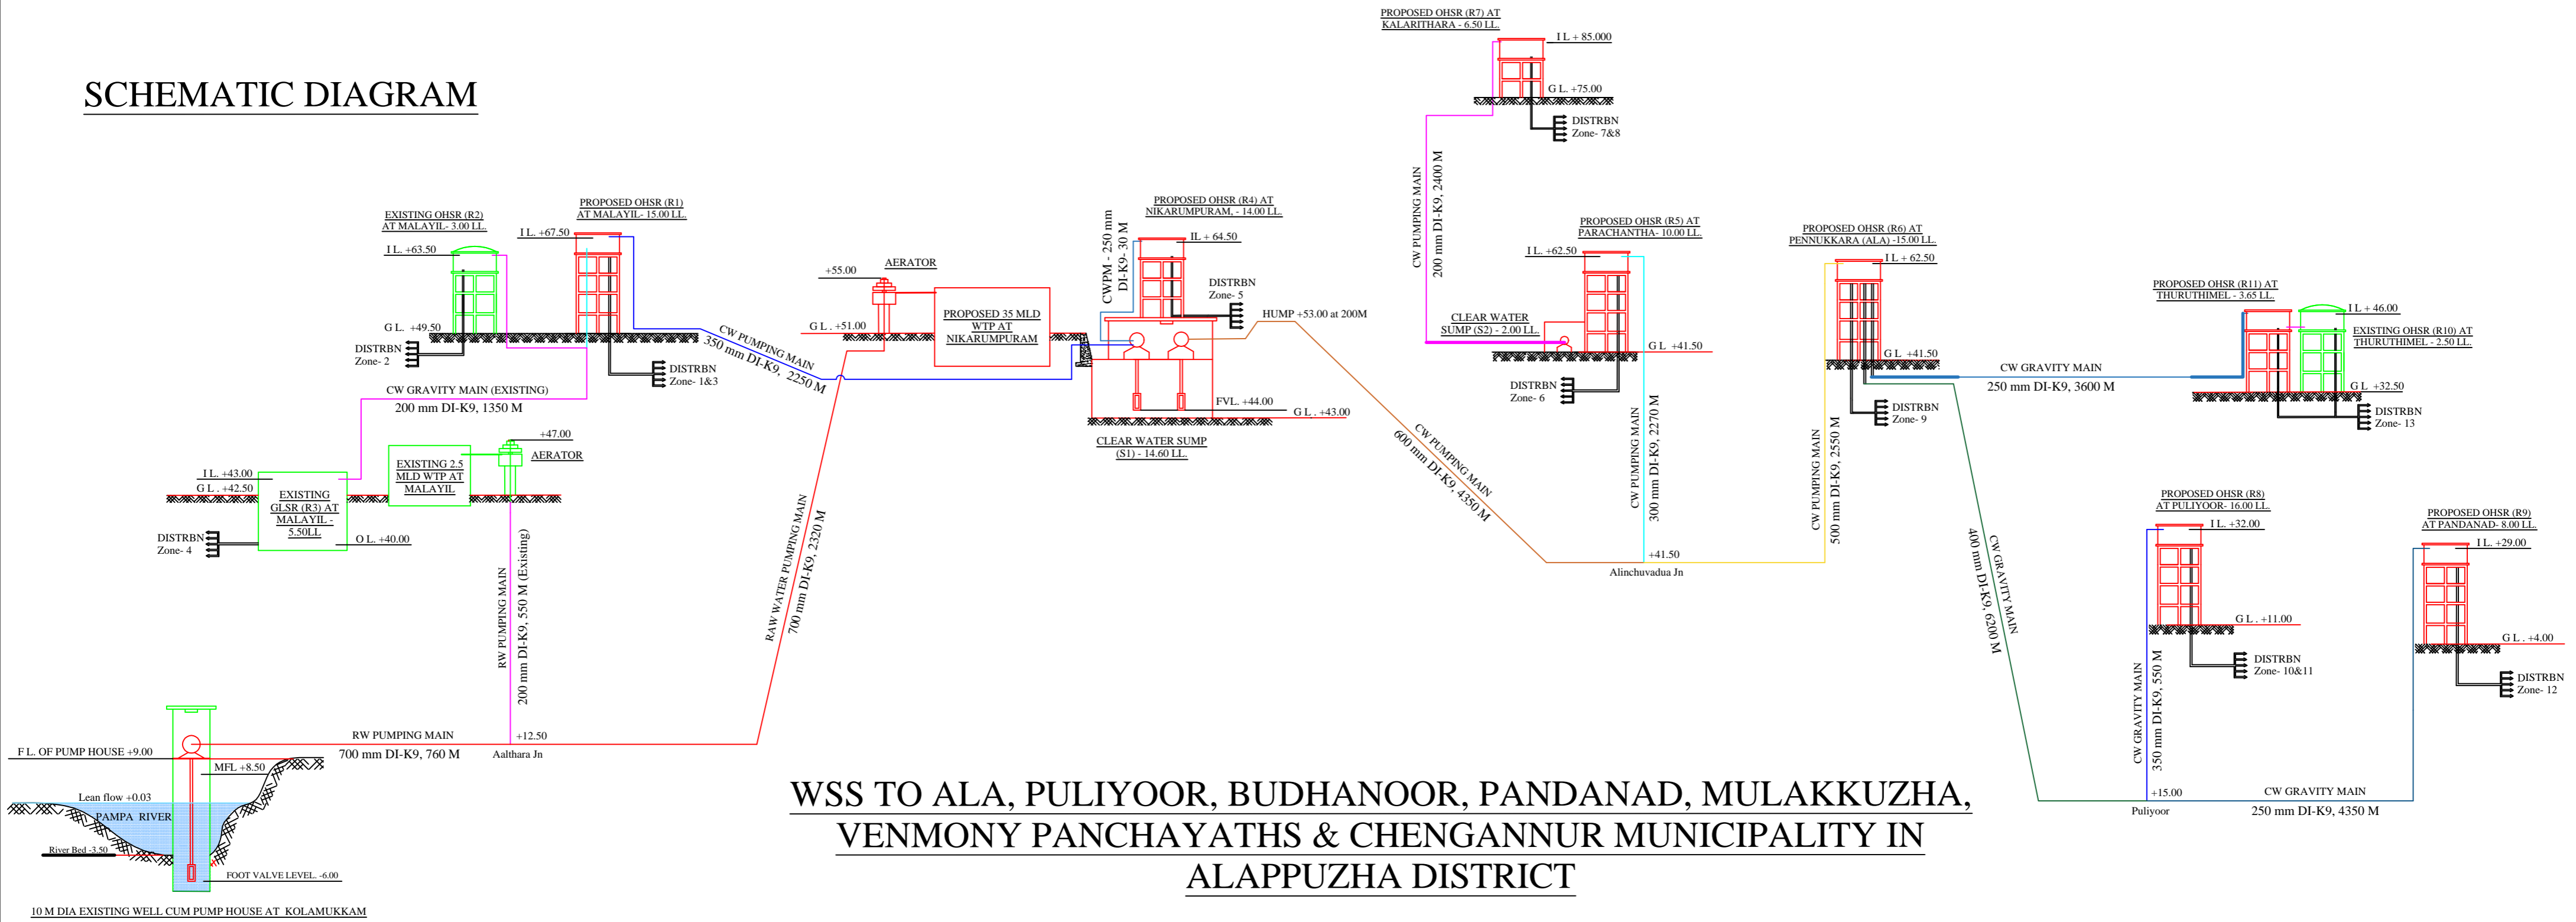 SCHEMATIC DIAGRAM
PROPOSED OHSR (R7) AT
KALARITHARA - 6.50 LL.
I L + 85.000
G L. +75.00
DISTRBN
Zone- 7&8
CW PUMPING MAIN
200 mm DI-K9, 2400 M
EXISTING OHSR (R2)
AT MALAYIL- 3.00 LL.
I L. +63.50
G L. +49.50
DISTRBN
Zone- 2
PROPOSED OHSR (R1)
AT MALAYIL- 15.00 LL.
I L. +67.50
DISTRBN
Zone- 1&3
CW PUMPING MAIN
350 mm DI-K9, 2250 M
CW GRAVITY MAIN (EXISTING)
200 mm DI-K9, 1350 M
I L. +43.00
G L . +42.50
EXISTING
GLSR (R3) AT
MALAYIL -
5.50LL
O L. +40.00
DISTRBN
Zone- 4
EXISTING 2.5
MLD WTP AT
MALAYIL
+47.00
AERATOR
RW PUMPING MAIN
200 mm DI-K9, 550 M (Existing)
+55.00
AERATOR
G L . +51.00
PROPOSED 35 MLD
WTP AT
NIKARUMPURAM
RAW WATER PUMPING MAIN
700 mm DI-K9, 2320 M
CWPM - 250 mm
DI-K9- 30 M
PROPOSED OHSR (R4) AT
NIKARUMPURAM, - 14.00 LL.
IL + 64.50
DISTRBN
Zone- 5
FVL. +44.00
G L . +43.00
CLEAR WATER SUMP
(S1) - 14.60 LL.
HUMP +53.00 at 200M
CW PUMPING MAIN
600 mm DI-K9, 4350 M
CLEAR WATER
SUMP (S2) - 2.00 LL.
PROPOSED OHSR (R5) AT
PARACHANTHA- 10.00 LL.
I L. +62.50
G L +41.50
DISTRBN
Zone- 6
CW PUMPING MAIN
300 mm DI-K9, 2270 M
+41.50
Alinchuvadua Jn
CW PUMPING MAIN
500 mm DI-K9, 2550 M
PROPOSED OHSR (R6) AT
PENNUKKARA (ALA) -15.00 LL.
I L + 62.50
G L +41.50
DISTRBN
Zone- 9
CW GRAVITY MAIN
250 mm DI-K9, 3600 M
PROPOSED OHSR (R11) AT
THURUTHIMEL - 3.65 LL.
I L + 46.00
EXISTING OHSR (R10) AT
THURUTHIMEL - 2.50 LL.
G L +32.50
DISTRBN
Zone- 13
CW GRAVITY MAIN
400 mm DI-K9, 6200 M
PROPOSED OHSR (R8)
AT PULIYOOR- 16.00 LL.
I L. +32.00
G L . +11.00
DISTRBN
Zone- 10&11
CW GRAVITY MAIN
350 mm DI-K9, 550 M
+15.00
Puliyoor
CW GRAVITY MAIN
250 mm DI-K9, 4350 M
PROPOSED OHSR (R9)
AT PANDANAD- 8.00 LL.
I L. +29.00
G L . +4.00
DISTRBN
Zone- 12
F L. OF PUMP HOUSE +9.00
MFL +8.50
Lean flow +0.03
PAMPA RIVER
River Bed -3.50
FOOT VALVE LEVEL. -6.00
10 M DIA EXISTING WELL CUM PUMP HOUSE AT KOLAMUKKAM
RW PUMPING MAIN
700 mm DI-K9, 760 M
+12.50
Aalthara Jn
WSS TO ALA, PULIYOOR, BUDHANOOR, PANDANAD, MULAKKUZHA,
VENMONY PANCHAYATHS & CHENGANNUR MUNICIPALITY IN
ALAPPUZHA DISTRICT